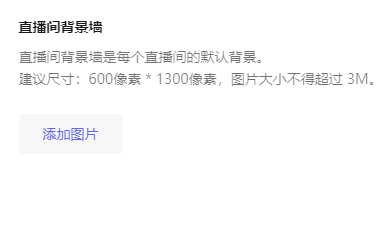 直播间背景墙
直播间背景墙是每个直播间的默认背景。
建议尺寸：600像素 * 1300像素，图片大小不得超过 3M。
添加图片